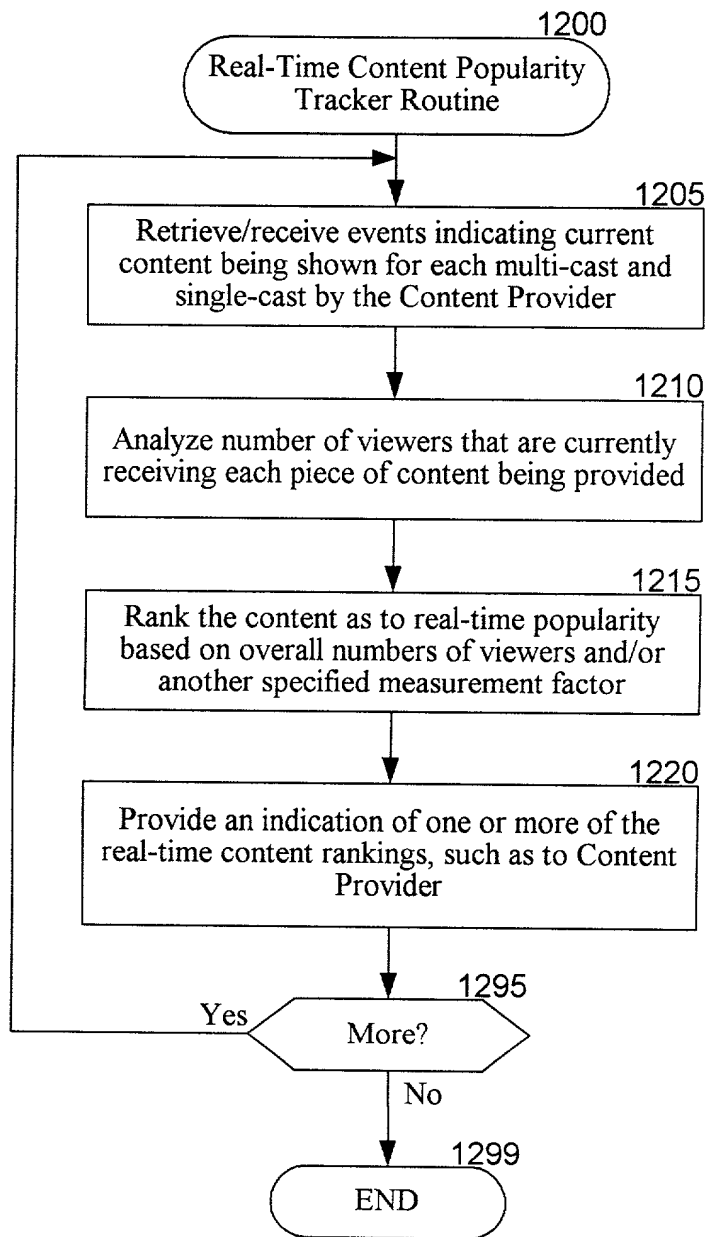 1200
Real-Time Content Popularity
Tracker Routine
1205
Retrieve/receive events indicating current
content being shown for each multi-cast and
single-cast by the Content Provider
1210
Analyze number of viewers that are currently
receiving each piece of content being provided
1215
Rank the content as to real-time popularity
based on overall numbers of viewers and/or
another specified measurement factor
1220
Provide an indication of one or more of the
real-time content rankings, such as to Content
Provider
1295
Yes
More?
No
1299
END